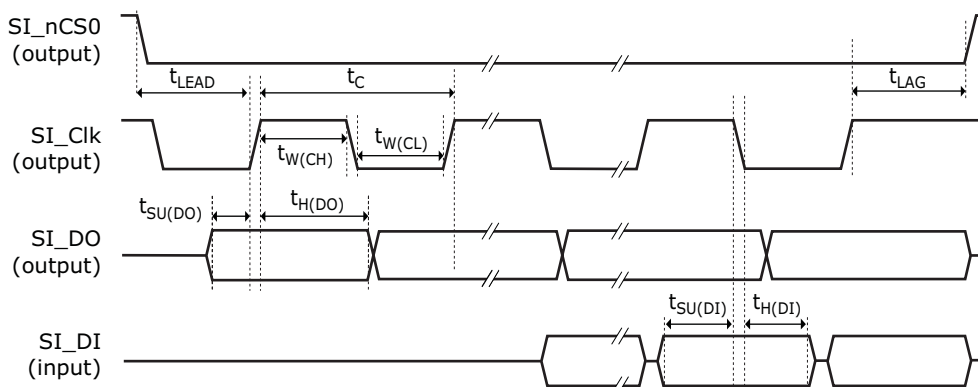 SI_nCS0
(output)
tLEAD
tC
tLAG
SI_Clk
(output)
tW(CH)
tW(CL)
tSU(DO)
tH(DO)
SI_DO
(output)
tSU(DI)
tH(DI)
SI_DI
(input)